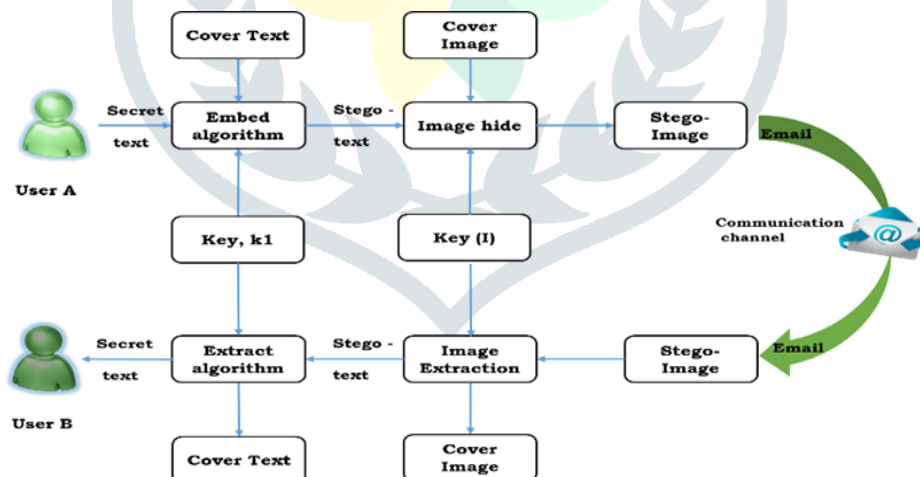 Cover Text
Cover
Image
Secret
text
Embed
algorithm
Stego -
text
Image hide
Stego-
Image
Email
User A
Key, k1
Key (I)
Communication
channel
@
Secret
text
Extract
algorithm
Stego -
text
Image
Extraction
Stego-
Image
Email
User B
Cover Text
Cover
Image